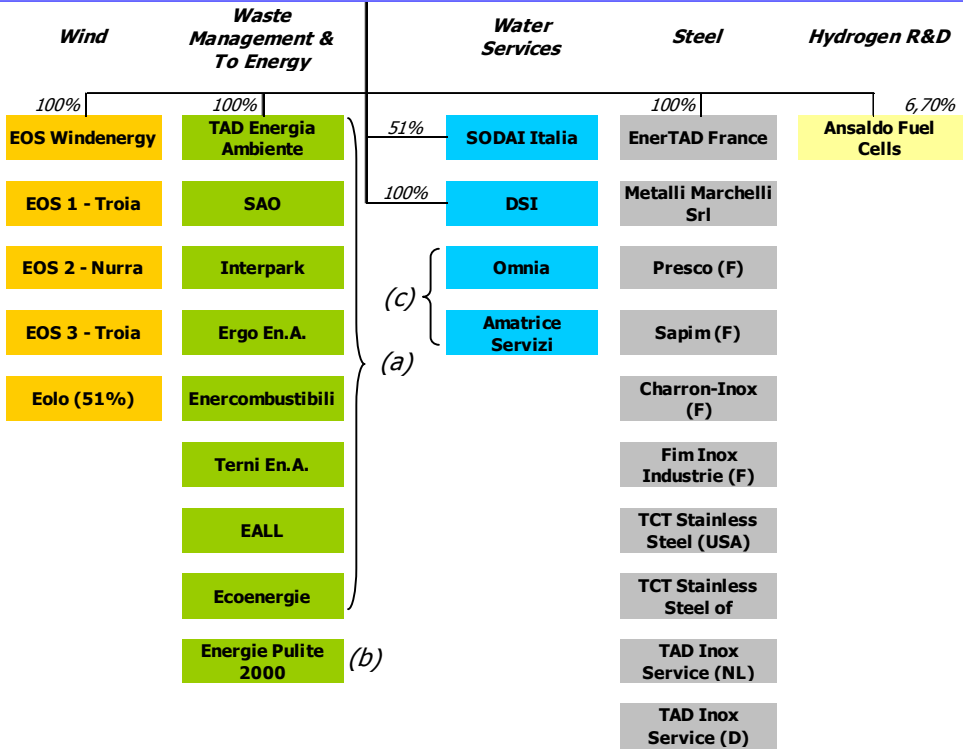 Wind
Waste
Management &
To Energy
Water
Services
Steel
Hydrogen R&D
100%
100%
100%
6,70%
EOS Windenergy
EOS 1 - Troia
EOS 2 - Nurra
EOS 3 - Troia
Eolo (51%)
TAD Energia
Ambiente
SAO
Interpark
Ergo En.A.
Enercombustibili
Terni En.A.
EALL
Ecoenergie
Energie Pulite
2000
(a)
(b)
51%
SODAI Italia
100%
DSI
(c)
Omnia
Amatrice
Servizi
EnerTAD France
Metalli Marchelli
Srl
Presco (F)
Sapim (F)
Charron-Inox
(F)
Fim Inox
Industrie (F)
TCT Stainless
Steel (USA)
TCT Stainless
Steel of
TAD Inox
Service (NL)
TAD Inox
Service (D)
Ansaldo Fuel
Cells